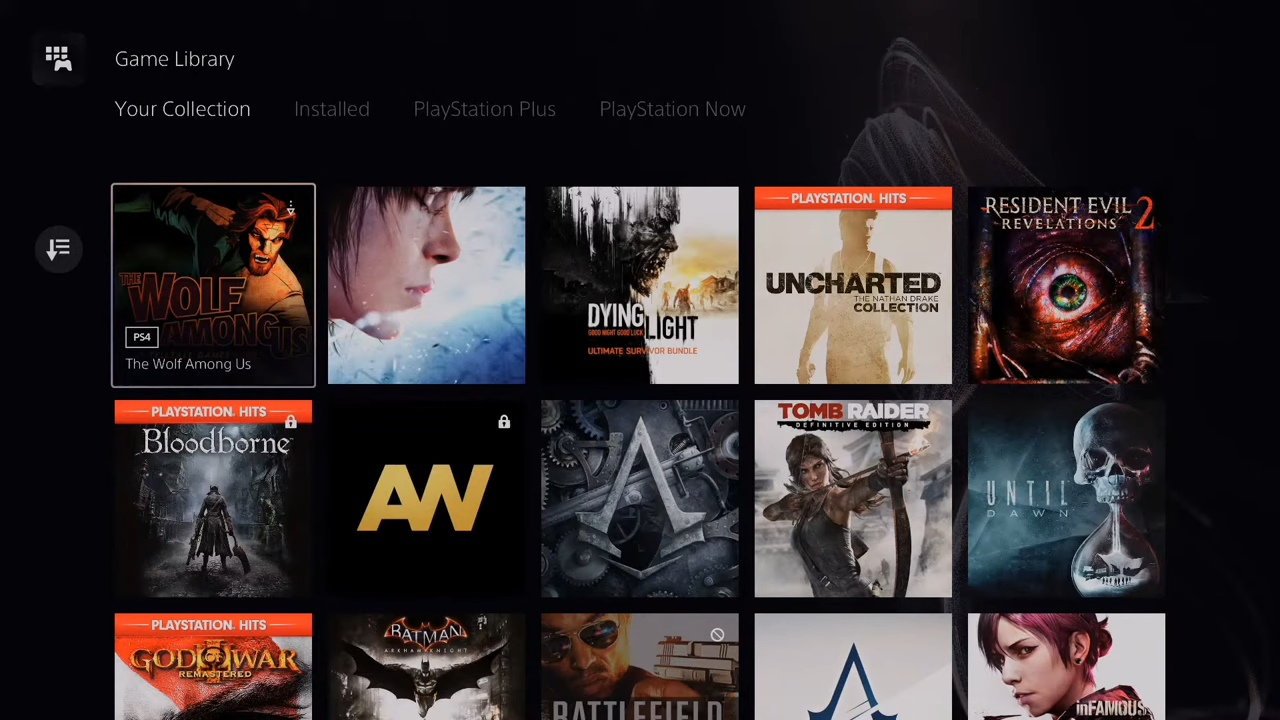 Game Library
Your Collection
Installed
PlayStation Plus
PlayStation Now
THE
WOLF
AMONG US
PS4
The Wolf Among Us
DYING
LIGHT
GOOD NIGHT GOOD LUCK
ULTIMATE SURVIVOR BUNDLE
PLAYSTATION HITS
UNCHARTED
THE NATHAN DRAKE
COLLECTION
RESIDENT EVIL
REVELATIONS 2
PLAYSTATION HITS
Bloodborne
AW
TOMB RAIDER
DEFINITIVE EDITION
UNTIL
DAWN
PLAYSTATION HITS
GOD OF WAR
III
REMASTERED
BATMAN
ARKHAM KNIGHT
BATTLEFIELD
inFAMOUS